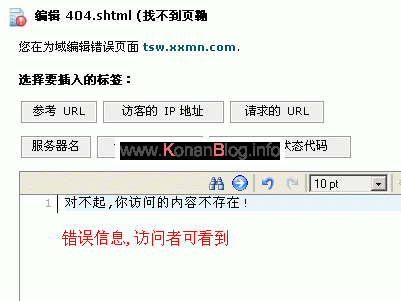 编辑 404.shtml (找不到页
您在为域编辑错误页面 tsw.xxmn.com.
选择要插入的标签：
参考 URL 访客的 IP 地址 请求的 URL
服务器名 状态代码
www.KonanBlog.info
10 pt
1 对不起,你访问的内容不存在！
错误信息,访问者可看到